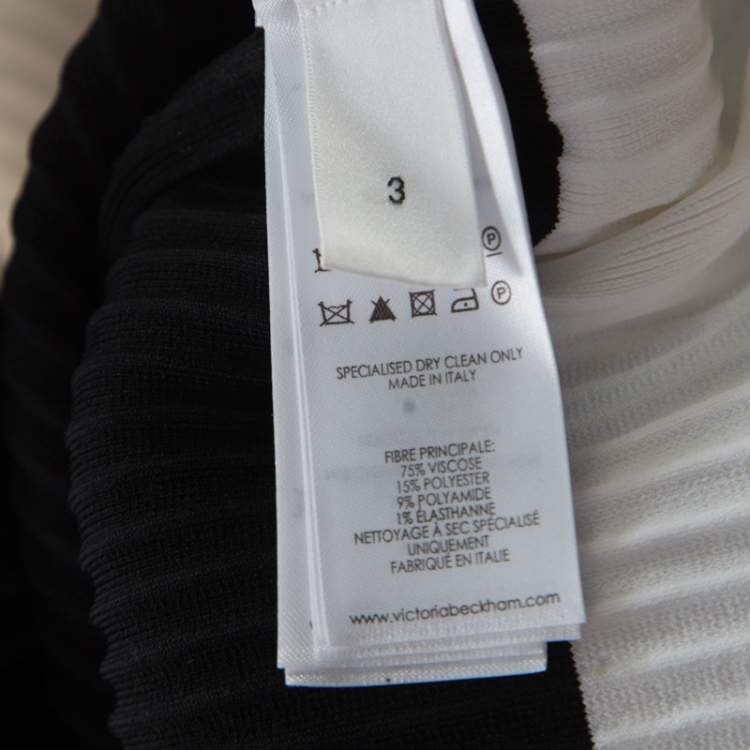 3
P
P
SPECIALISED DRY CLEAN ONLY
MADE IN ITALY
FIBRE PRINCIPALE:
75% VISCOSE
15% POLYESTER
9% POLYAMIDE
1% ÉLASTHANNE
NETTOYAGE À SEC SPÉCIALISÉ
UNIQUEMENT
FABRIQUÉ EN ITALIE
www.victoriabeckham.com